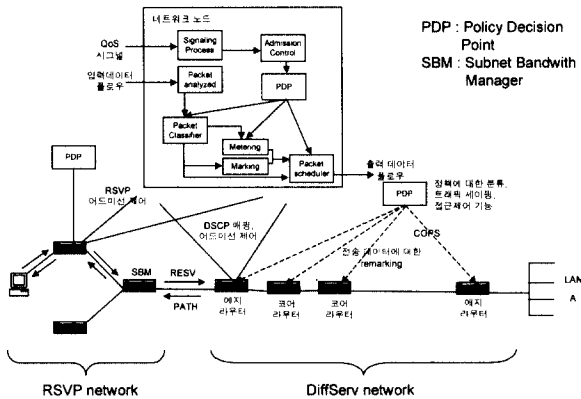 네트워크 노드
QoS
시그널
Signaling
Process
Admission
Control
PDP : Policy Decision
Point
SBM : Subnet Bandwith
Manager
입력데이터
플로우
Packet
analyzed
PDP
Packet
Classifier
Metering
Marking
Packet
scheduler
출력 데이터
플로우
PDP
RSVP
어드미션 제어
PDP
정책에 대한 분류,
트래픽 세이핑,
접근제어 기능
DSCP 매핑,
어드미션 제어
COPS
전송 데이터에 대한
remarking
SBM
RESV
PATH
에지
라우터
코어
라우터
코어
라우터
에지
라우터
LAN
A
RSVP network
DiffServ network